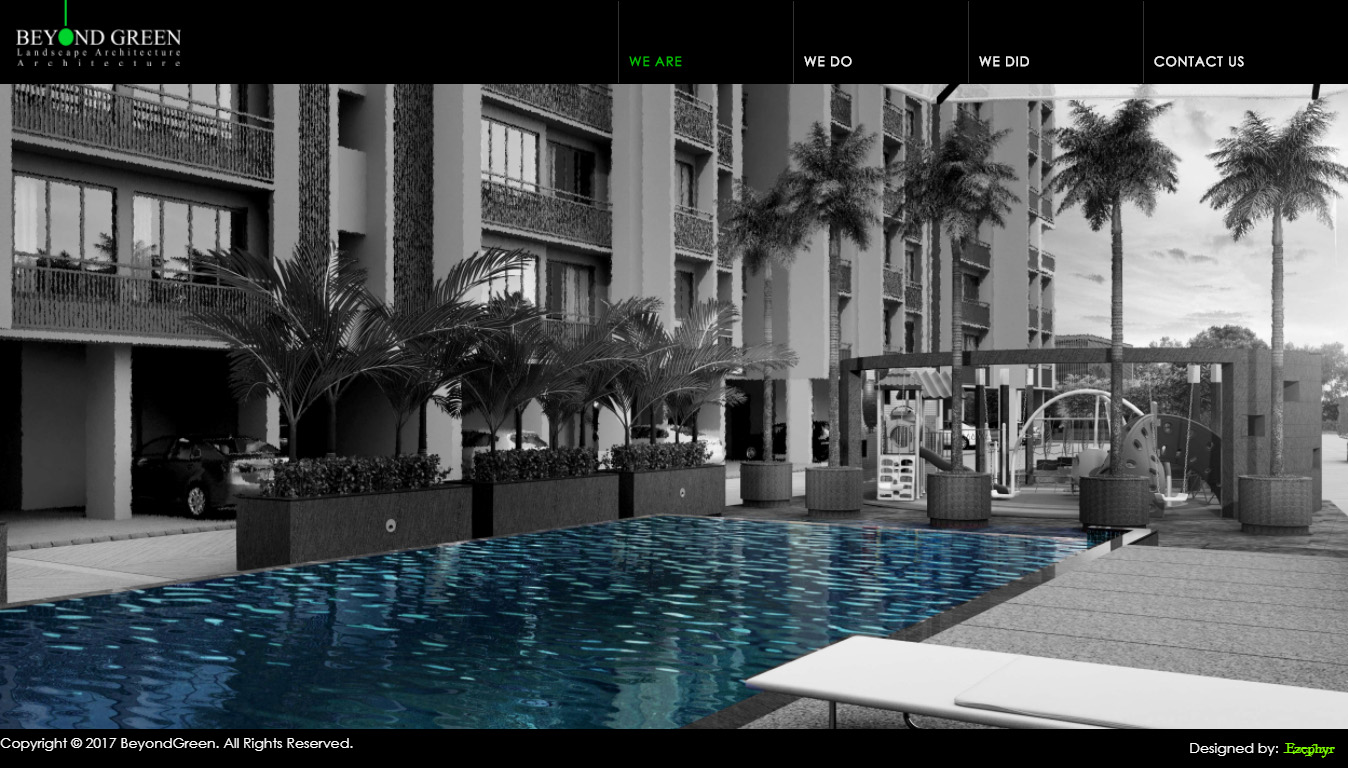 BEYOND GREEN
Landscape Architecture
Architecture
WE ARE
WE DO
WE DID
CONTACT US
Copyright © 2017 BeyondGreen. All Rights Reserved.
Designed by: Ezephyr